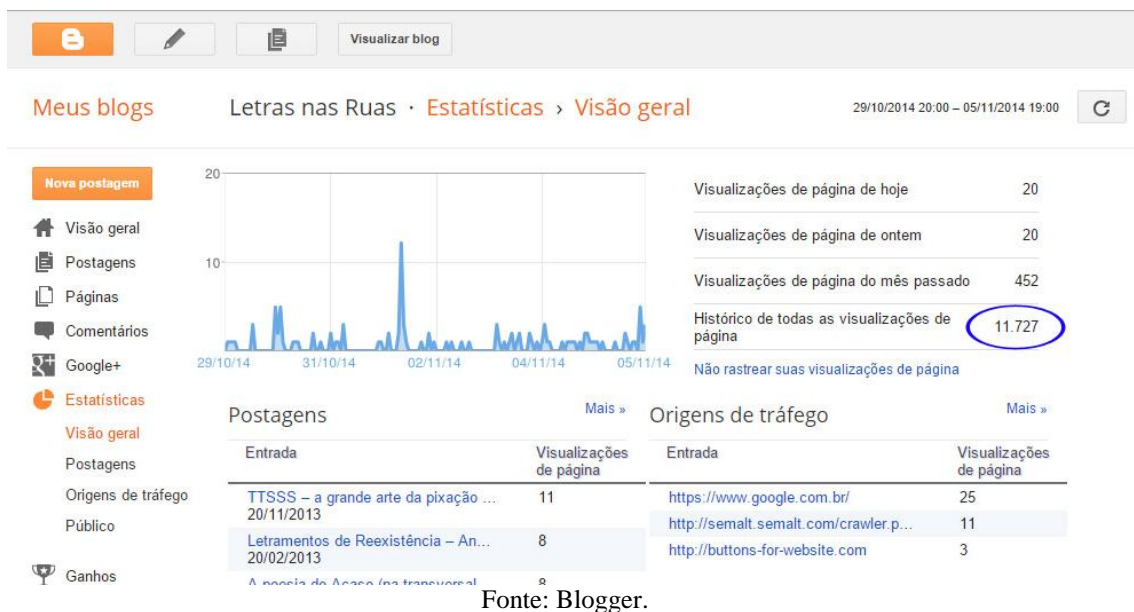 Visualizar blog
Meus blogs
Letras nas Ruas · Estatísticas › Visão geral
29/10/2014 20:00 – 05/11/2014 19:00
Nova postagem
Visão geral
Postagens
Páginas
Comentários
Google+
Estatísticas
Visão geral
Postagens
Origens de tráfego
Público
Ganhos
20
10
29/10/14 31/10/14 02/11/14 04/11/14 05/11/14
Visualizações de página de hoje 20
Visualizações de página de ontem 20
Visualizações de página do mês passado 452
Histórico de todas as visualizações de
página 11.727
Não rastrear suas visualizações de página
Postagens Mais »
Entrada Visualizações
de página
TTSSS – a grande arte da pixação ... 11
20/11/2013
Letramentos de Reexistência – An... 8
20/02/2013
A poesia do Acaso (na transversal 8
Origens de tráfego Mais »
Entrada Visualizações
de página
https://www.google.com.br/ 25
http://semalt.semalt.com/crawler.p... 11
http://buttons-for-website.com 3
Fonte: Blogger.